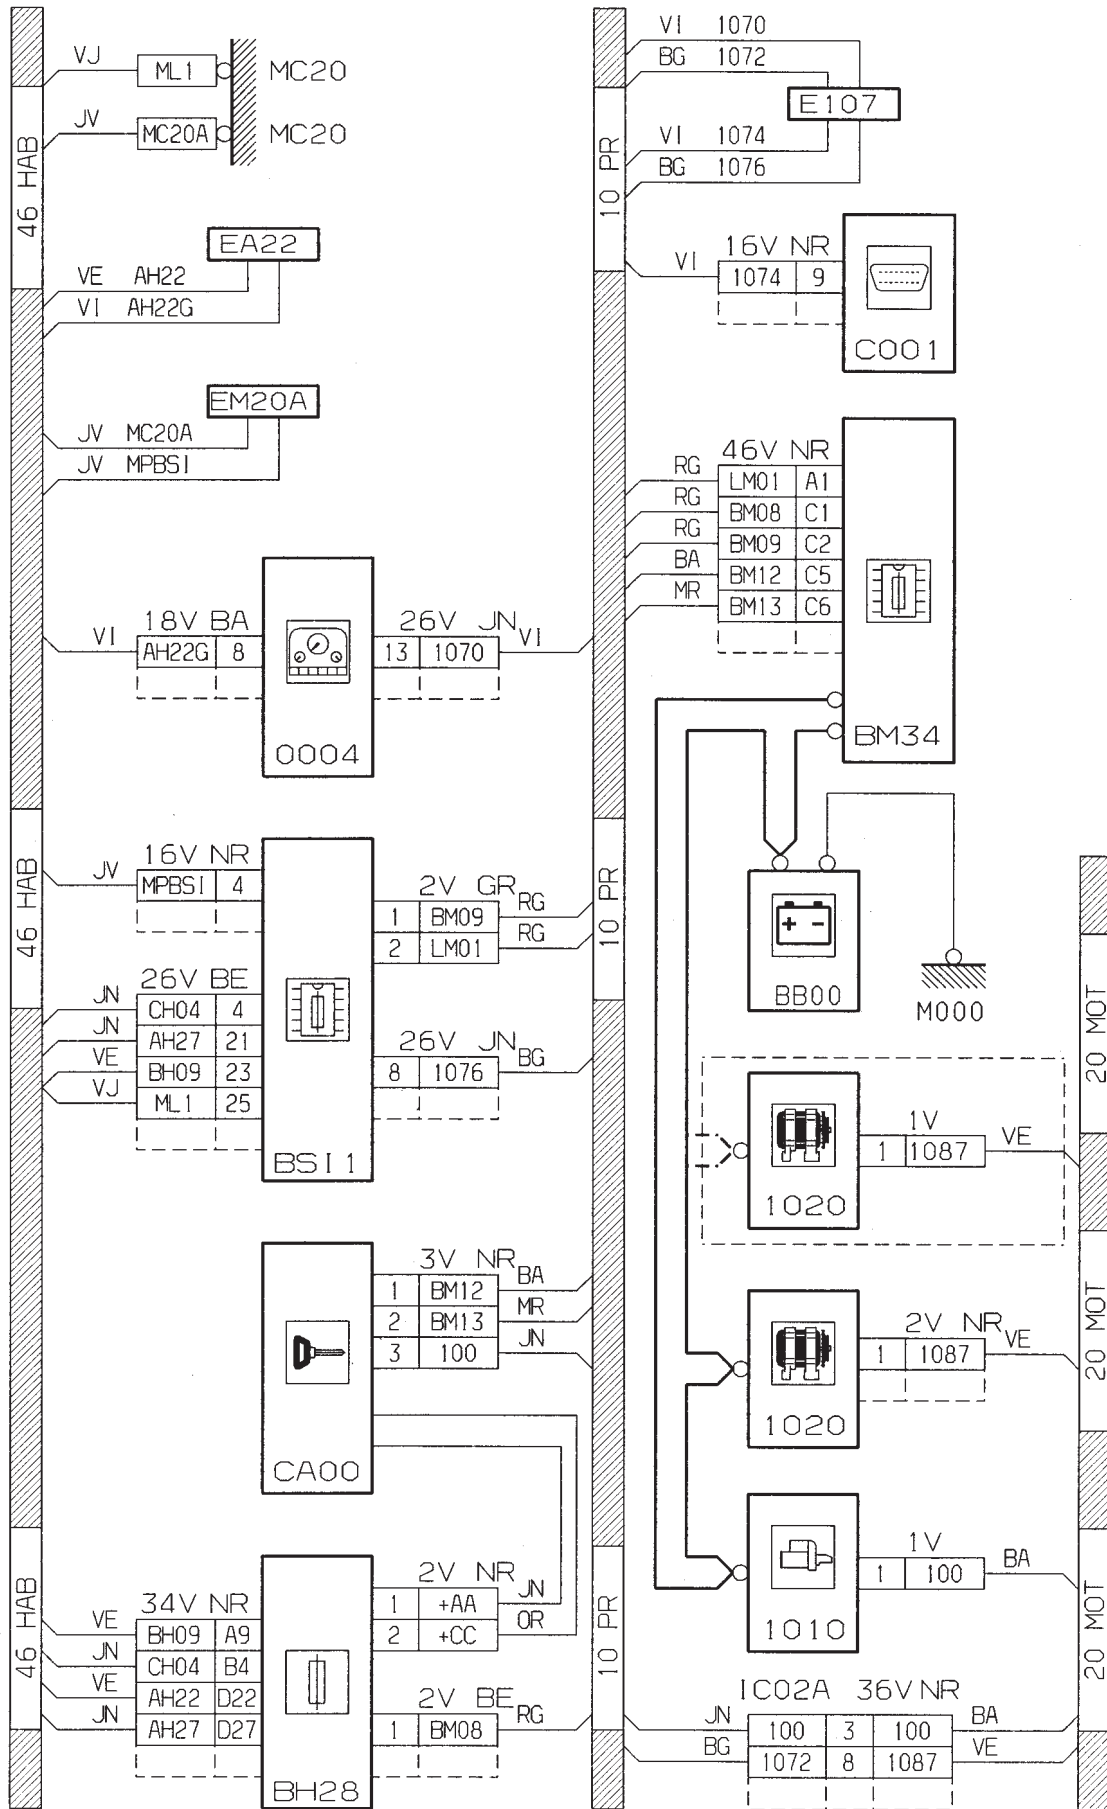 VJ
ML1
MC20
JV
MC20A
MC20
46 HAB
EA22
VE AH22
VI AH22G
EM20A
JV MC20A
JV MPBSI
VI
18V BA
AH22G 8
0004
26V JN
13 1070
VI
46 HAB
JV
16V NR
MPBSI 4
2V GR
1 BM09 RG
2 LM01 RG
26V BE
JN CH04 4
JN AH27 21
VE BH09 23
VJ ML1 25
26V JN
8 1076 BG
BSI1
3V NR
1 BM12 BA
2 BM13 MR
3 100 JN
CA00
46 HAB
34V NR
VE BH09 A9
JN CH04 B4
VE AH22 D22
JN AH27 D27
2V NR
1 +AA JN
2 +CC OR
2V BE
1 BM08 RG
BH28
10 PR
VI 1070
BG 1072
E107
VI 1074
BG 1076
16V NR
VI 1074 9
C001
46V NR
RG LM01 A1
RG BM08 C1
RG BM09 C2
BA BM12 C5
MR BM13 C6
BM34
10 PR
+ -
BB00
M000
20 MOT
1V
1 1087 VE
1020
2V NR
1 1087 VE
1020
20 MOT
1V
1 100 BA
1010
10 PR
20 MOT
IC02A 36V NR
JN 100 3 100 BA
BG 1072 8 1087 VE